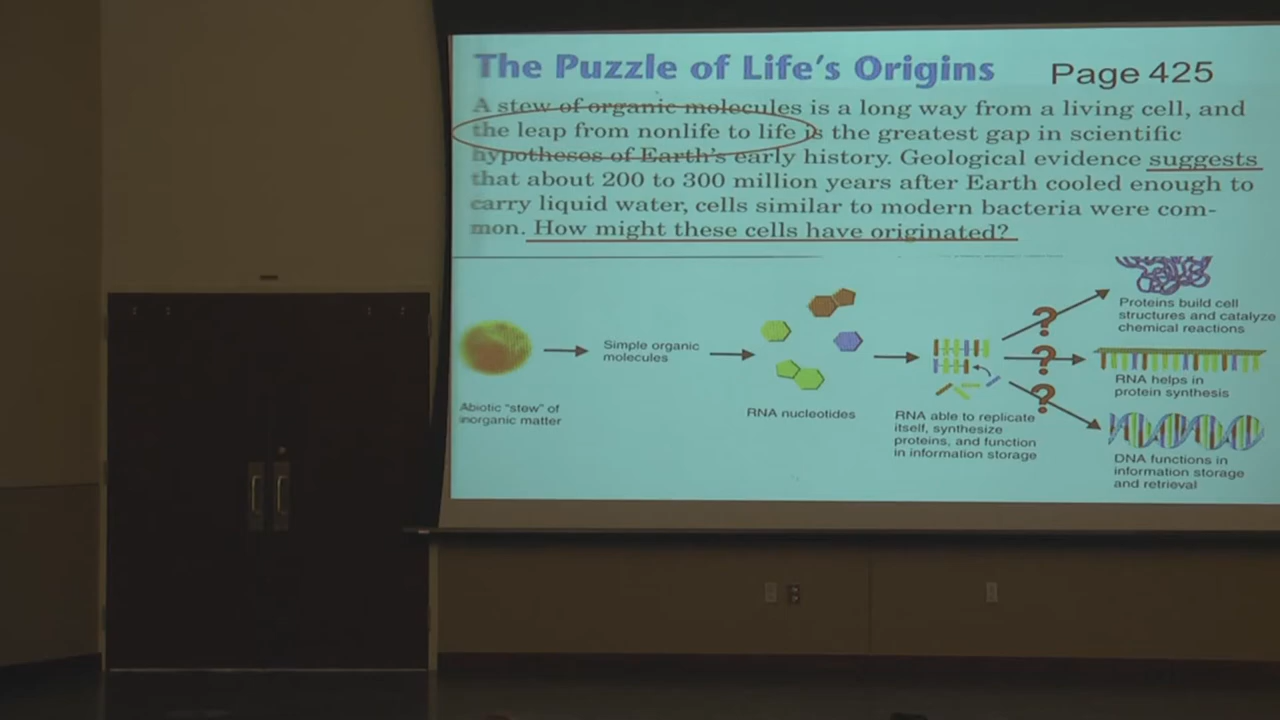 The Puzzle of Life's Origins
Page 425
A stew of organic molecules is a long way from a living cell, and
the leap from nonlife to life is the greatest gap in scientific
hypotheses of Earth's early history. Geological evidence suggests
that about 200 to 300 million years after Earth cooled enough to
carry liquid water, cells similar to modern bacteria were com-
mon. How might these cells have originated?
Abiotic "stew" of
inorganic matter
Simple organic
molecules
RNA nucleotides
RNA able to replicate
itself, synthesize
proteins, and function
in information storage
?
?
?
Proteins build cell
structures and catalyze
chemical reactions
RNA helps in
protein synthesis
DNA functions in
information storage
and retrieval